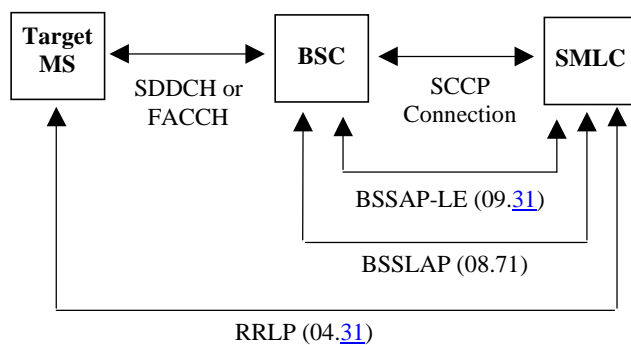 Target
MS
BSC
SMLC
SDDCH or
FACCH
SCCP
Connection
BSSAP-LE (09.31)
BSSLAP (08.71)
RRLP (04.31)